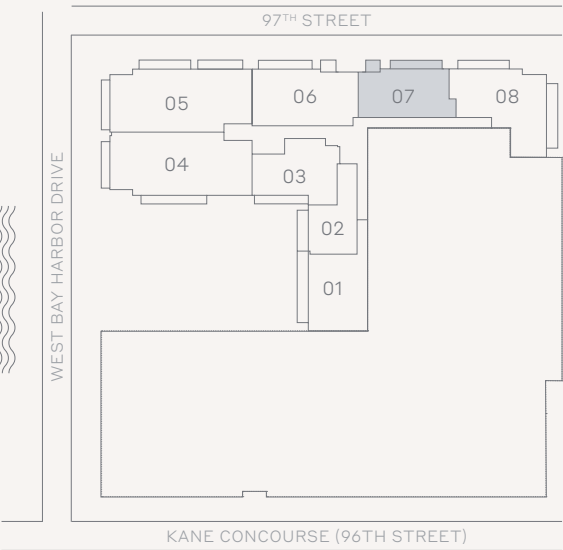 97TH STREET
05
06
07
08
04
03
02
01
WEST BAY HARBOR DRIVE
KANE CONCOURSE (96TH STREET)